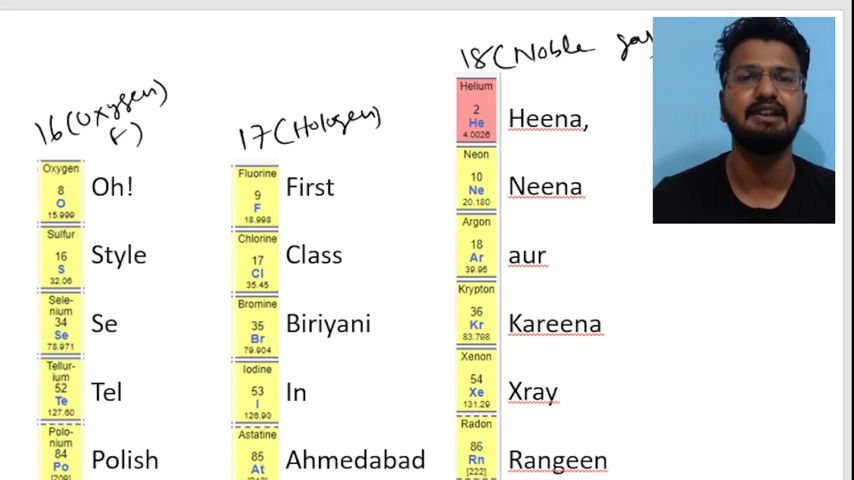 16(Oxygen)
F)
Oxygen
8
O
15.999
Oh!
Sulfur
16
S
32.06
Style
Sele-
nium
34
Se
78.971
Se
Tellur-
ium
52
Te
127.60
Tel
Polo-
nium
84
Po
[209]
Polish
17(Halogen)
Fluorine
9
F
18.998
First
Chlorine
17
Cl
35.45
Class
Bromine
35
Br
79.904
Biriyani
Iodine
53
I
126.90
In
Astatine
85
At
Ahmedabad
18(Noble gas
Helium
2
He
4.0026
Heena,
Neon
10
Ne
20.180
Neena
Argon
18
Ar
39.95
aur
Krypton
36
Kr
83.798
Kareena
Xenon
54
Xe
131.29
Xray
Radon
86
Rn
[222]
Rangeen